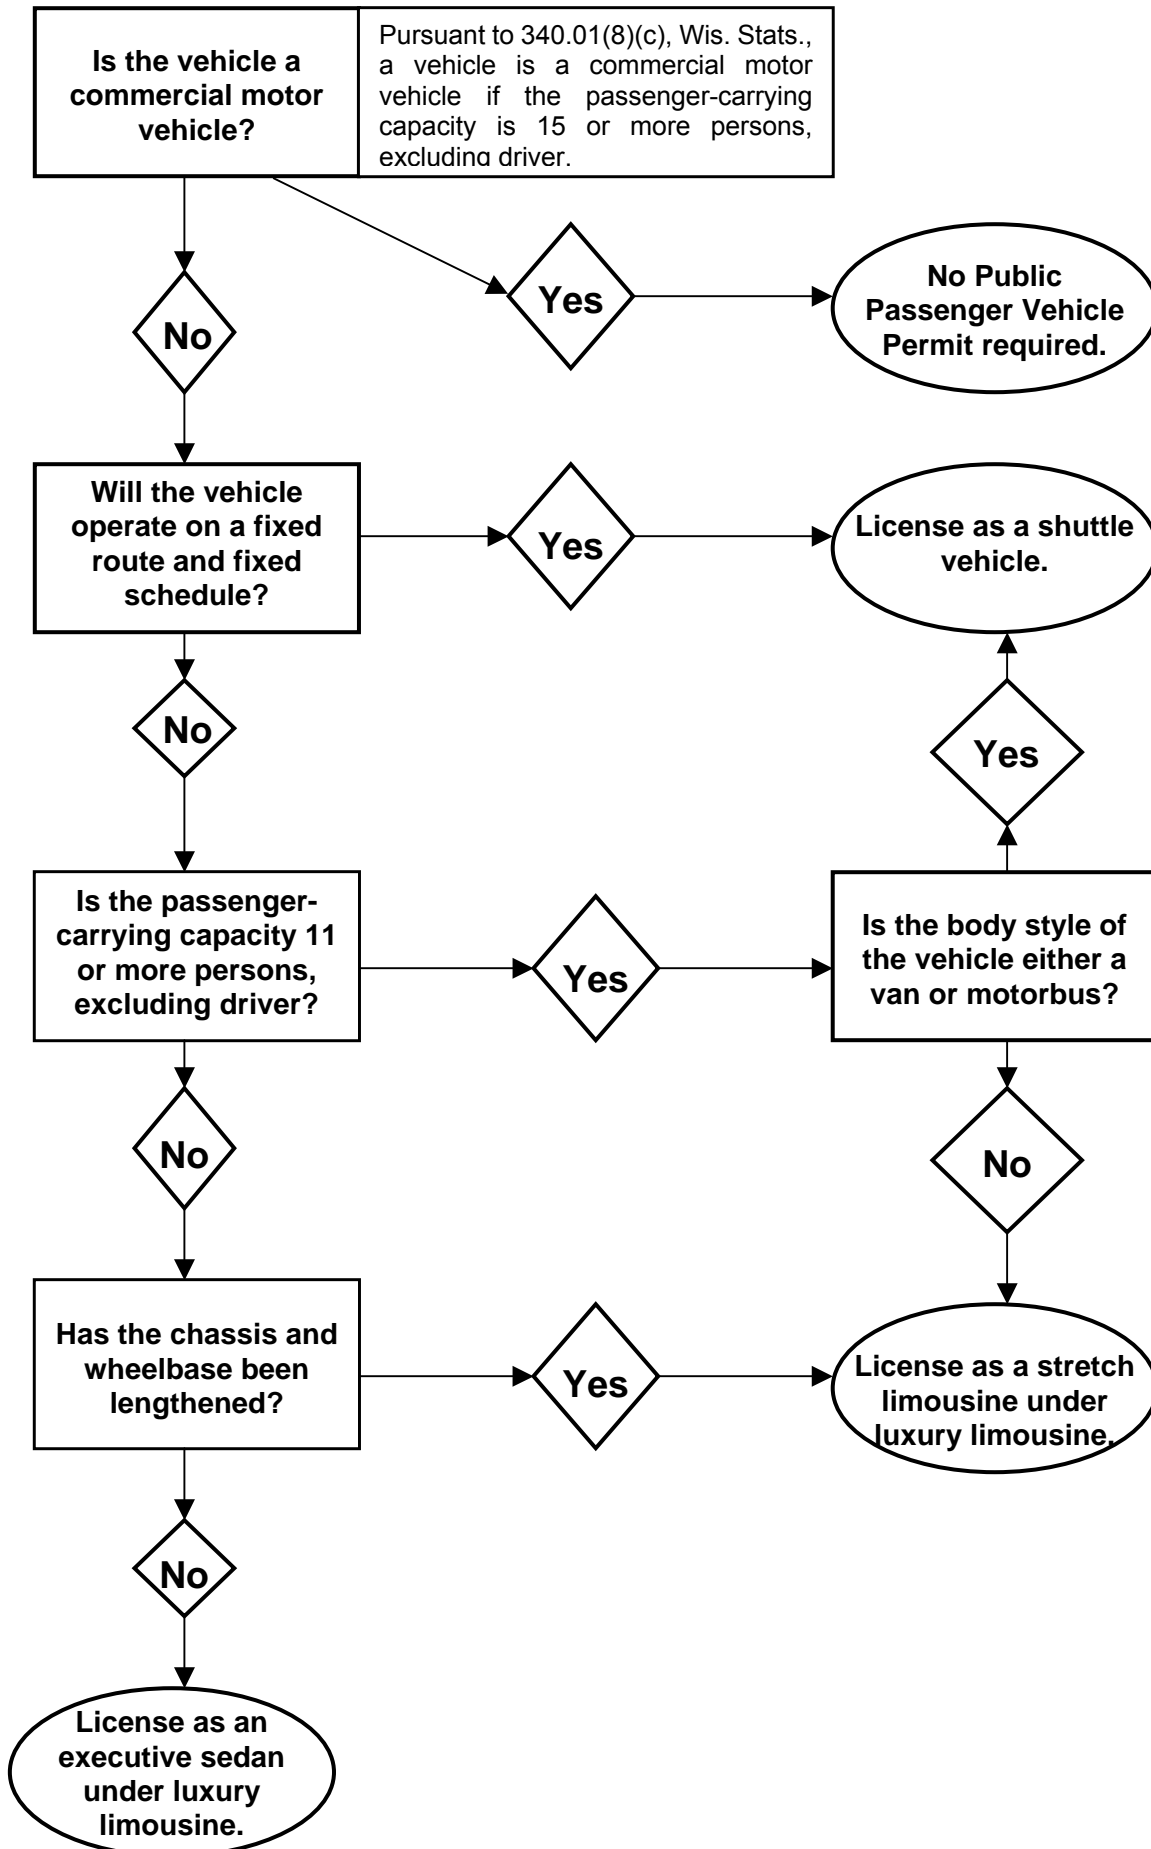 Is the vehicle a
commercial motor
vehicle?
Pursuant to 340.01(8)(c), Wis. Stats.,
a vehicle is a commercial motor
vehicle if the passenger-carrying
capacity is 15 or more persons,
excluding driver.
Yes
No Public
Passenger Vehicle
Permit required.
No
Will the vehicle
operate on a fixed
route and fixed
schedule?
Yes
License as a shuttle
vehicle.
No
Yes
Is the passenger-
carrying capacity 11
or more persons,
excluding driver?
Yes
Is the body style of
the vehicle either a
van or motorbus?
No
No
Has the chassis and
wheelbase been
lengthened?
Yes
License as a stretch
limousine under
luxury limousine.
No
License as an
executive sedan
under luxury
limousine.